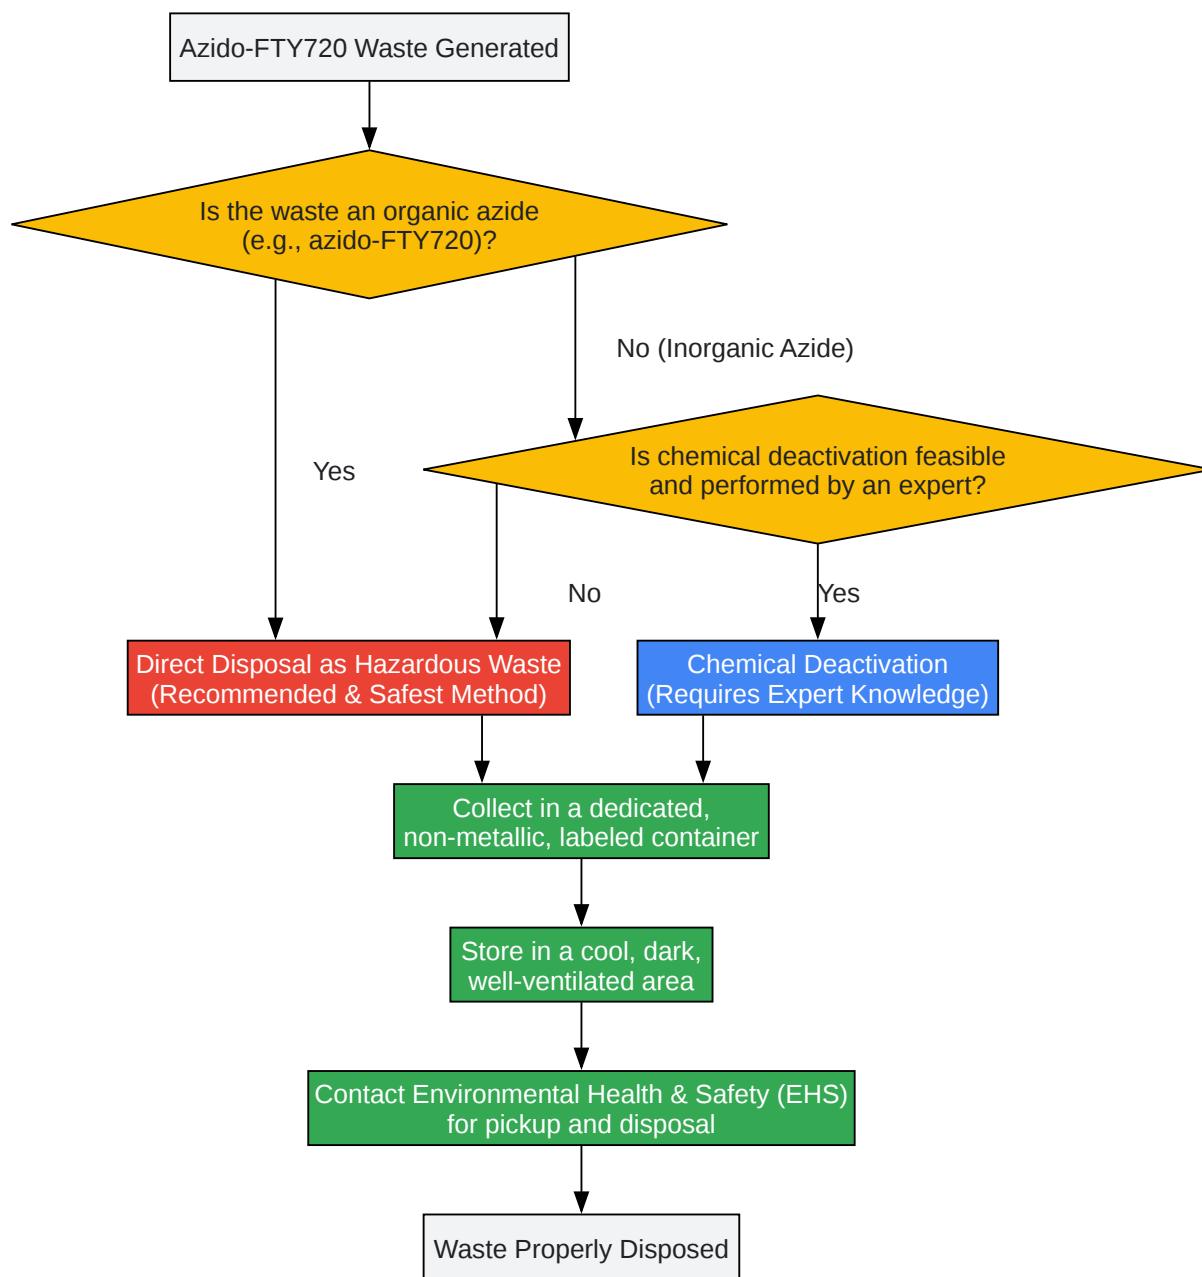 Azido-FTY720 Waste Generated
Is the waste an organic azide
(e.g., azido-FTY720)?
No (Inorganic Azide)
Is chemical deactivation feasible
and performed by an expert?
Yes
No
Yes
Direct Disposal as Hazardous Waste
(Recommended & Safest Method)
Chemical Deactivation
(Requires Expert Knowledge)
Collect in a dedicated,
non-metallic, labeled container
Store in a cool, dark,
well-ventilated area
Contact Environmental Health & Safety (EHS)
for pickup and disposal
Waste Properly Disposed